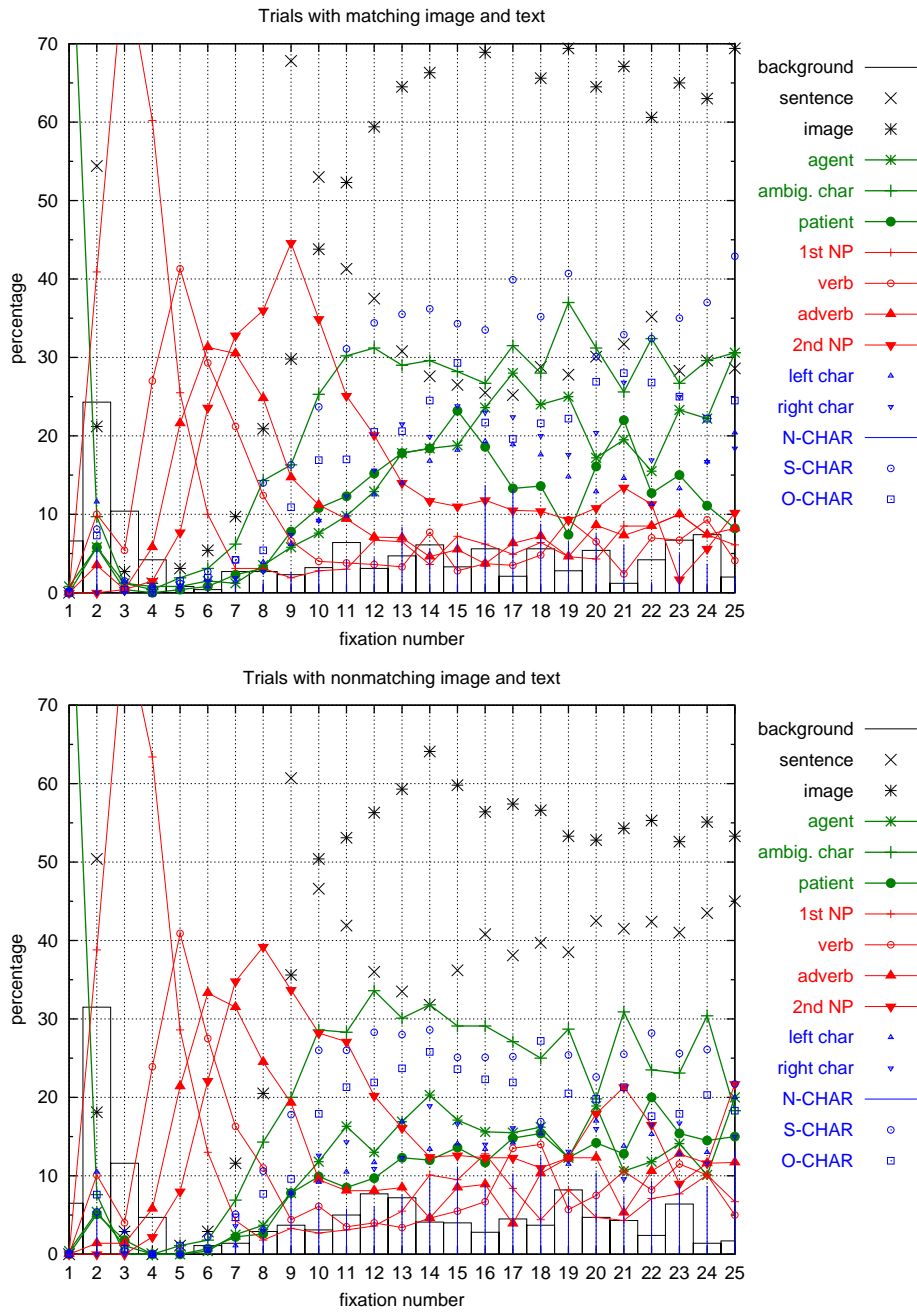 Trials with matching image and text
70
60
50
40
30
20
10
0
percentage
1 2 3 4 5 6 7 8 9 10 11 12 13 14 15 16 17 18 19 20 21 22 23 24 25
fixation number
background
sentence
image
agent
ambig. char
patient
1st NP
verb
adverb
2nd NP
left char
right char
N-CHAR
S-CHAR
O-CHAR
Trials with nonmatching image and text
70
60
50
40
30
20
10
0
percentage
1 2 3 4 5 6 7 8 9 10 11 12 13 14 15 16 17 18 19 20 21 22 23 24 25
fixation number
background
sentence
image
agent
ambig. char
patient
1st NP
verb
adverb
2nd NP
left char
right char
N-CHAR
S-CHAR
O-CHAR